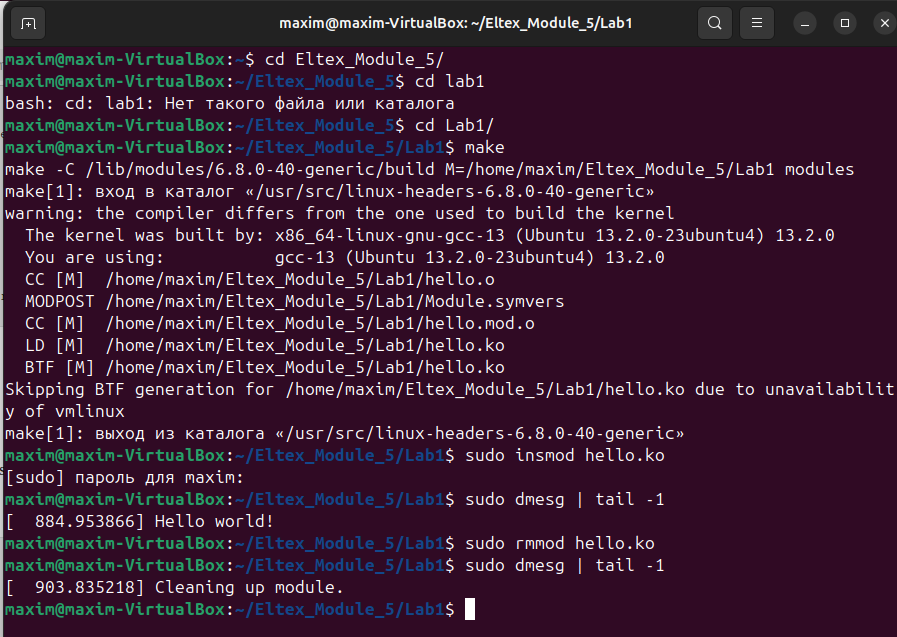 maxim@maxim-VirtualBox: ~/Eltex_Module_5/Lab1
maxim@maxim-VirtualBox:~$ cd Eltex_Module_5/
maxim@maxim-VirtualBox:~/Eltex_Module_5$ cd lab1
bash: cd: lab1: Нет такого файла или каталога
maxim@maxim-VirtualBox:~/Eltex_Module_5$ cd Lab1/
maxim@maxim-VirtualBox:~/Eltex_Module_5/Lab1$ make
make -C /lib/modules/6.8.0-40-generic/build M=/home/maxim/Eltex_Module_5/Lab1 modules
make[1]: вход в каталог «/usr/src/linux-headers-6.8.0-40-generic»
warning: the compiler differs from the one used to build the kernel
  The kernel was built by: x86_64-linux-gnu-gcc-13 (Ubuntu 13.2.0-23ubuntu4) 13.2.0
  You are using:           gcc-13 (Ubuntu 13.2.0-23ubuntu4) 13.2.0
  CC [M]  /home/maxim/Eltex_Module_5/Lab1/hello.o
  MODPOST /home/maxim/Eltex_Module_5/Lab1/Module.symvers
  CC [M]  /home/maxim/Eltex_Module_5/Lab1/hello.mod.o
  LD [M]  /home/maxim/Eltex_Module_5/Lab1/hello.ko
  BTF [M] /home/maxim/Eltex_Module_5/Lab1/hello.ko
Skipping BTF generation for /home/maxim/Eltex_Module_5/Lab1/hello.ko due to unavailabilit
y of vmlinux
make[1]: выход из каталога «/usr/src/linux-headers-6.8.0-40-generic»
maxim@maxim-VirtualBox:~/Eltex_Module_5/Lab1$ sudo insmod hello.ko
[sudo] пароль для maxim:
maxim@maxim-VirtualBox:~/Eltex_Module_5/Lab1$ sudo dmesg | tail -1
[  884.953866] Hello world!
maxim@maxim-VirtualBox:~/Eltex_Module_5/Lab1$ sudo rmmod hello.ko
maxim@maxim-VirtualBox:~/Eltex_Module_5/Lab1$ sudo dmesg | tail -1
[  903.835218] Cleaning up module.
maxim@maxim-VirtualBox:~/Eltex_Module_5/Lab1$